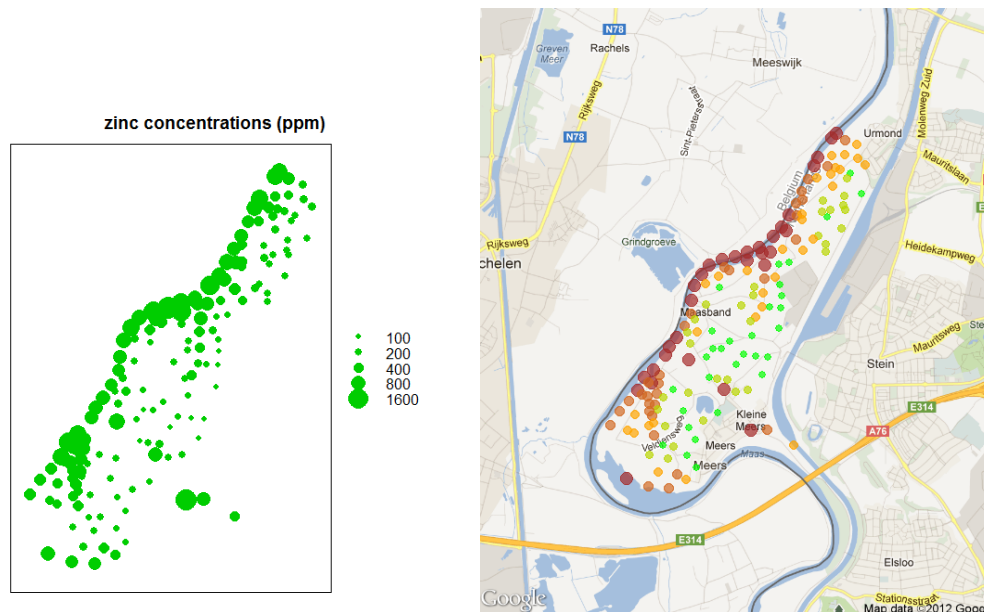 zinc concentrations (ppm)
100
200
400
800
1600
N78
Greven
Meer
Rachels
Meeswijk
Rijksweg
Sint-Pietersstraat
N78
Urmond
Molenweg Zuid
Mauritslaan
Belgium
E
Rijksweg
Grindgroeve
chelen
Heidekampweg
Maasband
Mauritsweg
Ste
Stein
E314
Kleine
Meers
A76
Veldjensweg
Meers
Maas
Meers
E314
Elsloo
Stationsstraat
Google
Map data ©2012 Goog